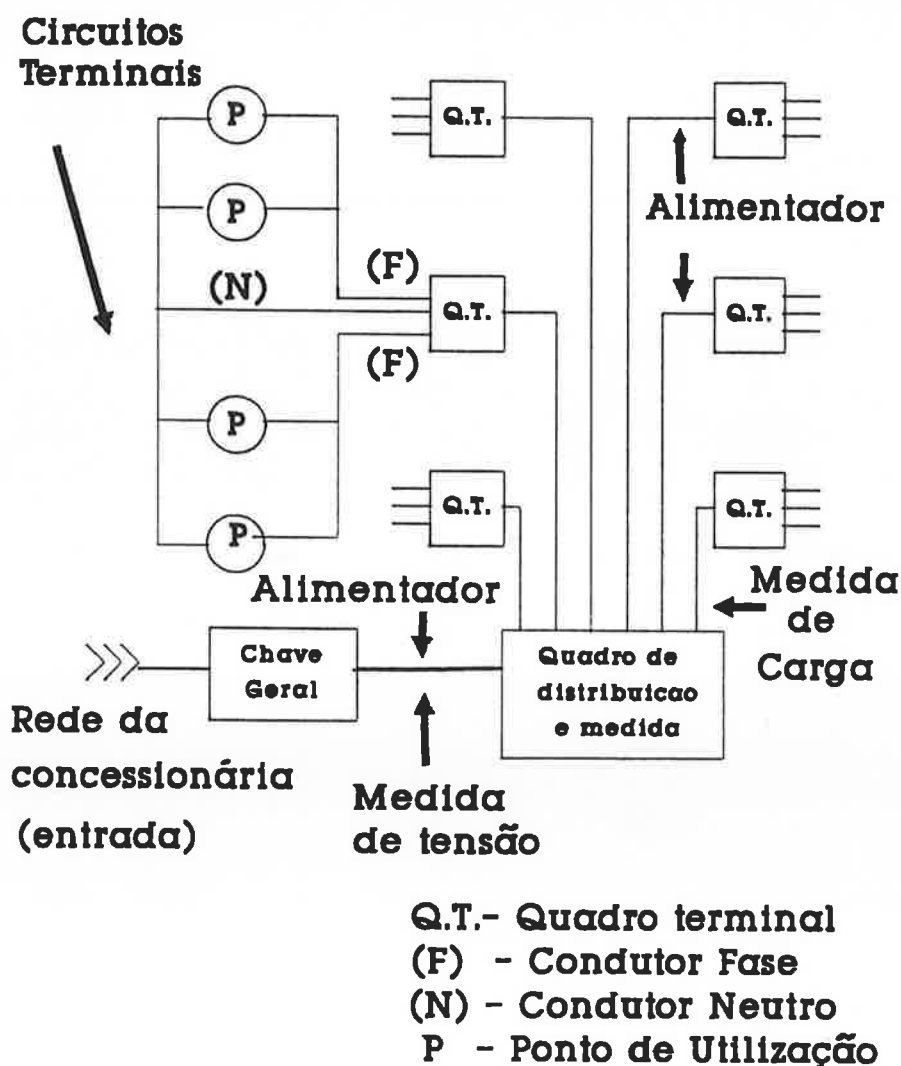 Circuitos
Terminais
P
Q.T.
Q.T.
P
Alimentador
(F)
(N)
Q.T.
Q.T.
(F)
P
Q.T.
Q.T.
P
Alimentador
Medida
de
Carga
Chave
Geral
Quadro de
distribuicao
e medida
Rede da
concessionária
(entrada)
Medida
de tensão
Q.T.- Quadro terminal
(F) - Condutor Fase
(N) - Condutor Neutro
P - Ponto de Utilização